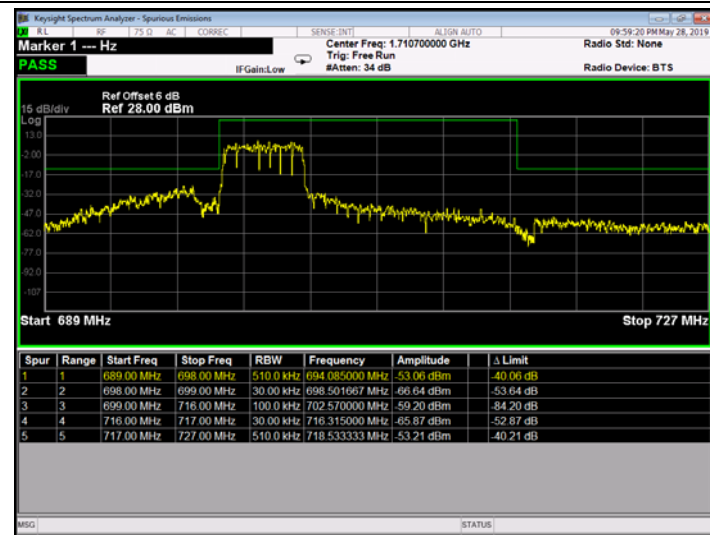 Keysight Spectrum Analyzer - Spurious Emissions
RL RF 75 Ω AC CORREC SENSE:INT ALIGN AUTO 09:59:20 PM May 28, 2019
Marker 1 --- Hz Center Freq: 1.710700000 GHz Radio Std: None
Trig: Free Run
PASS IFGain:Low #Atten: 34 dB Radio Device: BTS
Ref Offset 6 dB
15 dB/div Ref 28.00 dBm
Log
13.0
-2.00
-17.0
-32.0
-47.0
-62.0
-77.0
-92.0
-107
Start 689 MHz Stop 727 MHz
Spur Range Start Freq Stop Freq RBW Frequency Amplitude Δ Limit
1 1 689.00 MHz 698.00 MHz 510.0 kHz 694.085000 MHz -53.06 dBm -40.06 dB
2 2 698.00 MHz 699.00 MHz 30.00 kHz 698.501667 MHz -66.64 dBm -53.64 dB
3 3 699.00 MHz 716.00 MHz 100.0 kHz 702.570000 MHz -59.20 dBm -84.20 dB
4 4 716.00 MHz 717.00 MHz 30.00 kHz 716.315000 MHz -65.87 dBm -52.87 dB
5 5 717.00 MHz 727.00 MHz 510.0 kHz 718.533333 MHz -53.21 dBm -40.21 dB
MSG STATUS